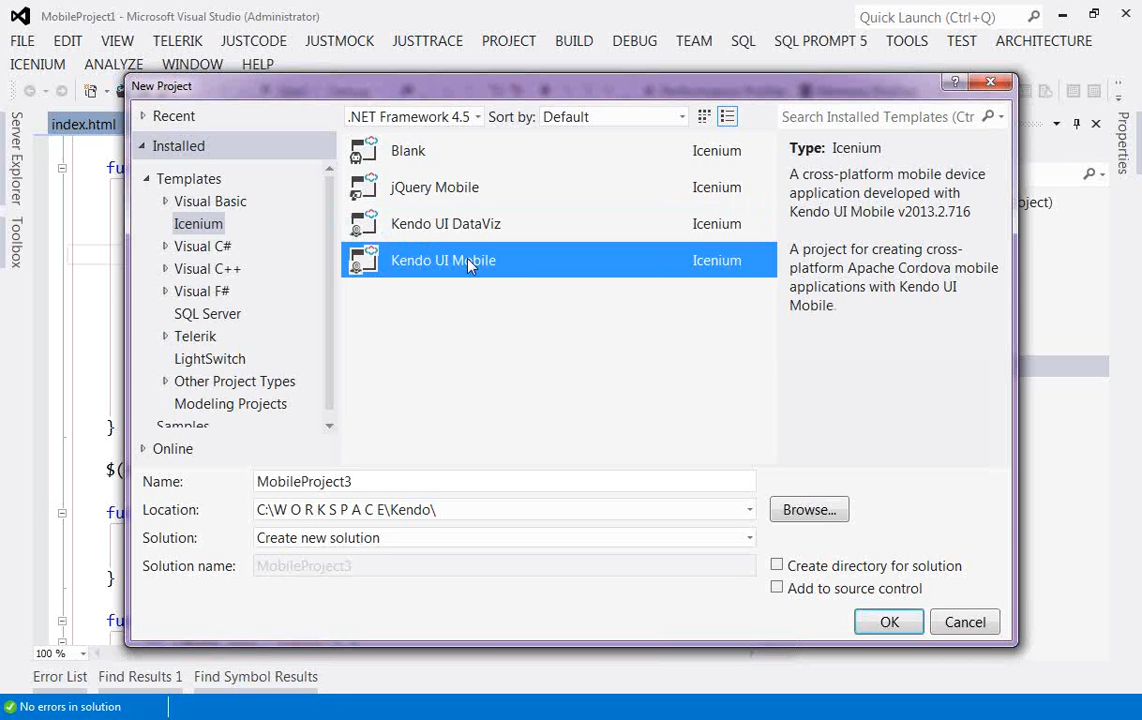 MobileProject1 - Microsoft Visual Studio (Administrator)
Quick Launch (Ctrl+Q)
FILE EDIT VIEW TELERIK JUSTCODE JUSTMOCK JUSTTRACE PROJECT BUILD DEBUG TEAM SQL SQL PROMPT 5 TOOLS TEST ARCHITECTURE
ICENIUM ANALYZE WINDOW HELP
New Project
?
index.html
Server Explorer
Toolbox
Properties
Recent
.NET Framework 4.5
Sort by:
Default
Search Installed Templates (Ctr
Installed
Templates
Visual Basic
Icenium
Visual C#
Visual C++
Visual F#
SQL Server
Telerik
LightSwitch
Other Project Types
Modeling Projects
Samples
Online
Blank Icenium
jQuery Mobile Icenium
Kendo UI DataViz Icenium
Kendo UI Mobile Icenium
Type: Icenium
A cross-platform mobile device
application developed with
Kendo UI Mobile v2013.2.716
A project for creating cross-
platform Apache Cordova mobile
applications with Kendo UI
Mobile.
ject)
fu
}
$(
fu
}
fu
Name: MobileProject3
Location: C:\W O R K S P A C E\Kendo\
Browse...
Solution: Create new solution
Solution name: MobileProject3
Create directory for solution
Add to source control
OK Cancel
100 %
Error List Find Results 1 Find Symbol Results
No errors in solution